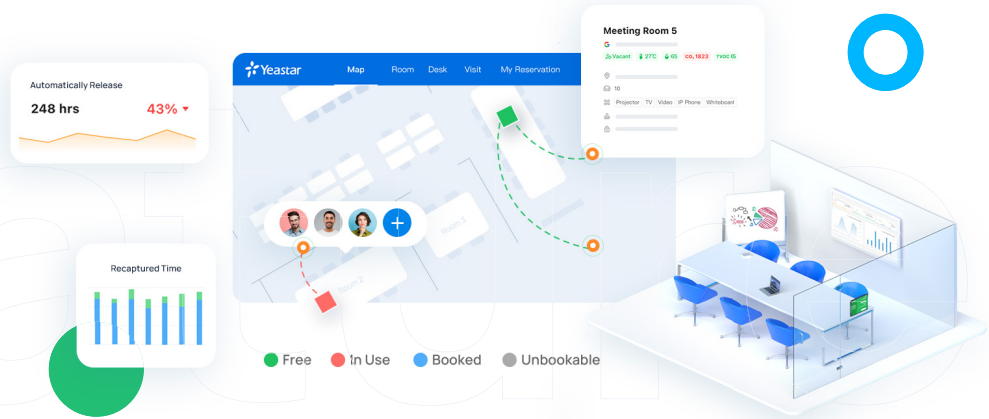 Automatically Release
248 hrs 43%
Recaptured Time
Yeastar Map Room Desk Visit My Reservation
Room 3
Room 2
Meeting Room 5
Vacant 27℃ 65 CO₂ 1823 TVOC 65
10
Projector TV Video IP Phone Whiteboard
Free In Use Booked Unbookable